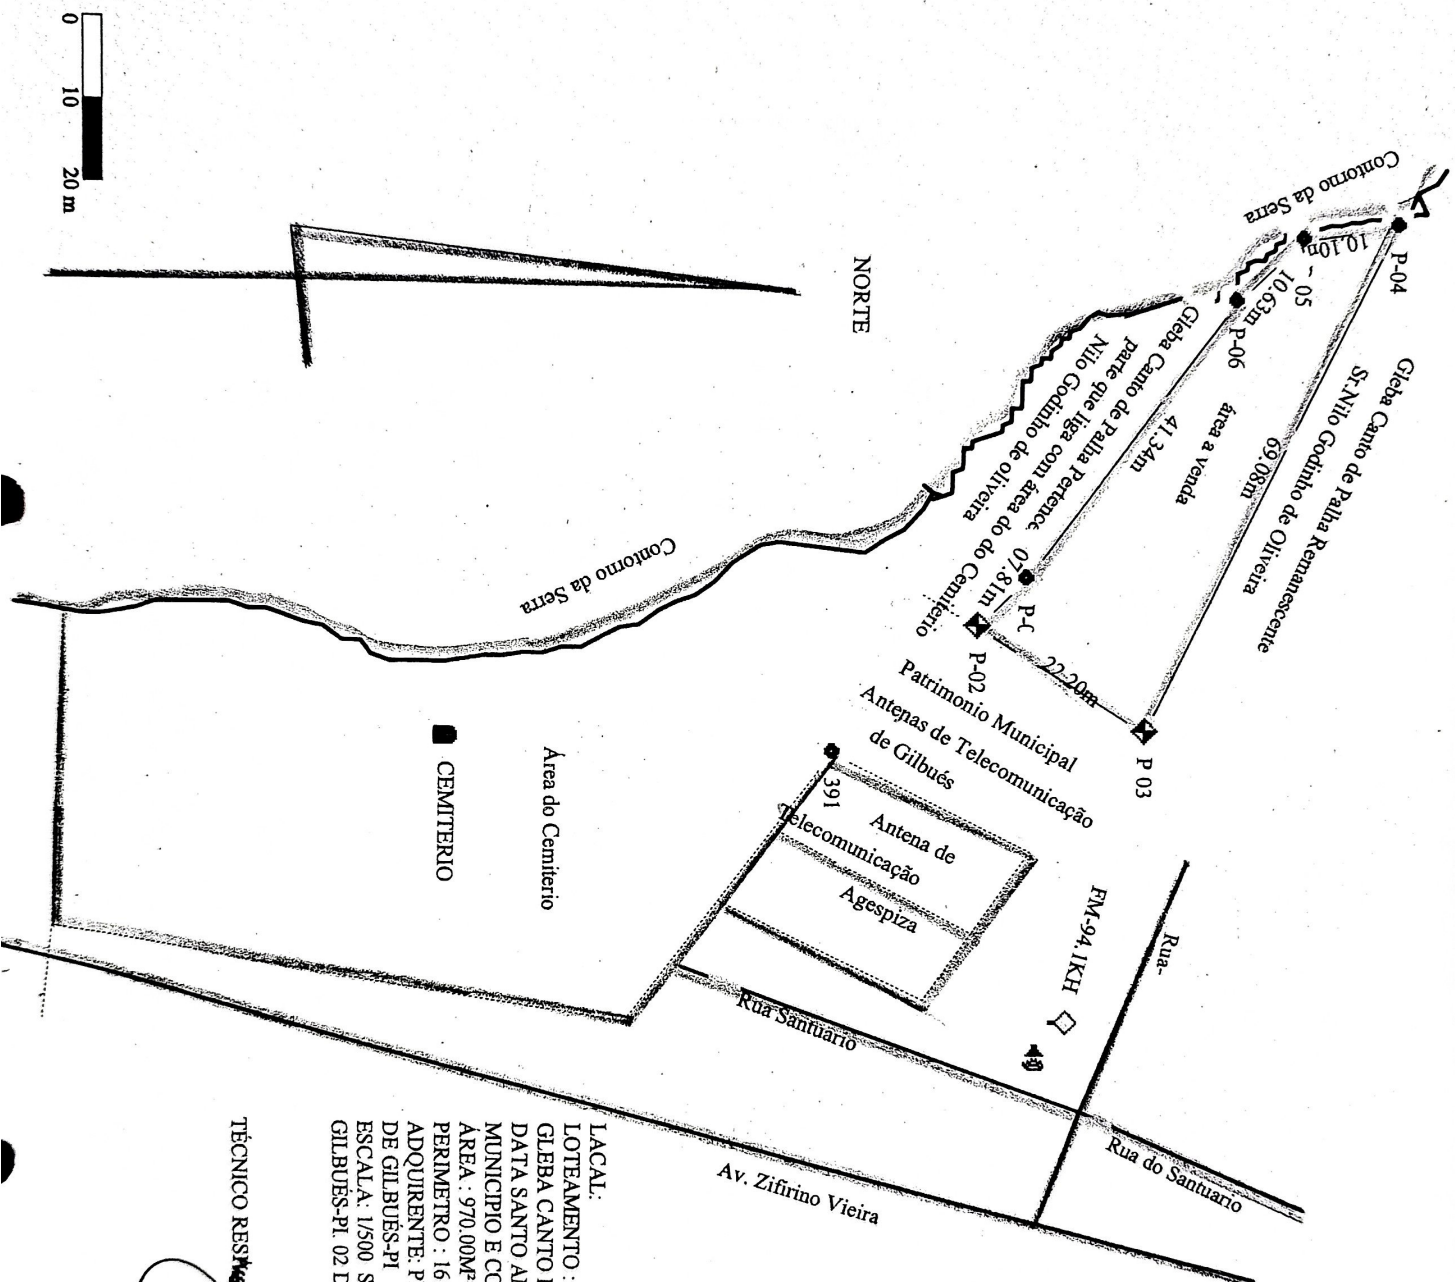 0
10
20 m
NORTE
Contorno da Serra
P-04
10.10m
05
10.63m
P-06
Gleba Canto de Palha Remanescente
Sr.Nilo Godinho de Oliveira
69.08m
área a venda
41.34m
Gleba Canto de Palha Pertence
parte que liga com área do do Cemiterio
Nilo Godinho de oliveira
07.81m
P-02
22.20m
P 03
Contorno da Serra
Patrimonio Municipal
Antenas de Telecomunicação
de Gilbués
391
Antena de
Telecomunicação
Agespiza
FM-94.1KH
Rua-
Área do Cemiterio
CEMITERIO
Rua Santuario
Rua do Santuario
Av. Zifirino Vieira
LACAL:
LOTEAMENTO :
GLEBA CANTO
DATA SANTO
MUNICIPIO E
ÁREA : 970.00M²
PERIMETRO : 16
ADQUIRENTE: P
DE GILBUÉS-PI
ESCALA: 1/500 S
GILBUÉS-PI. 02 D
TÉCNICO